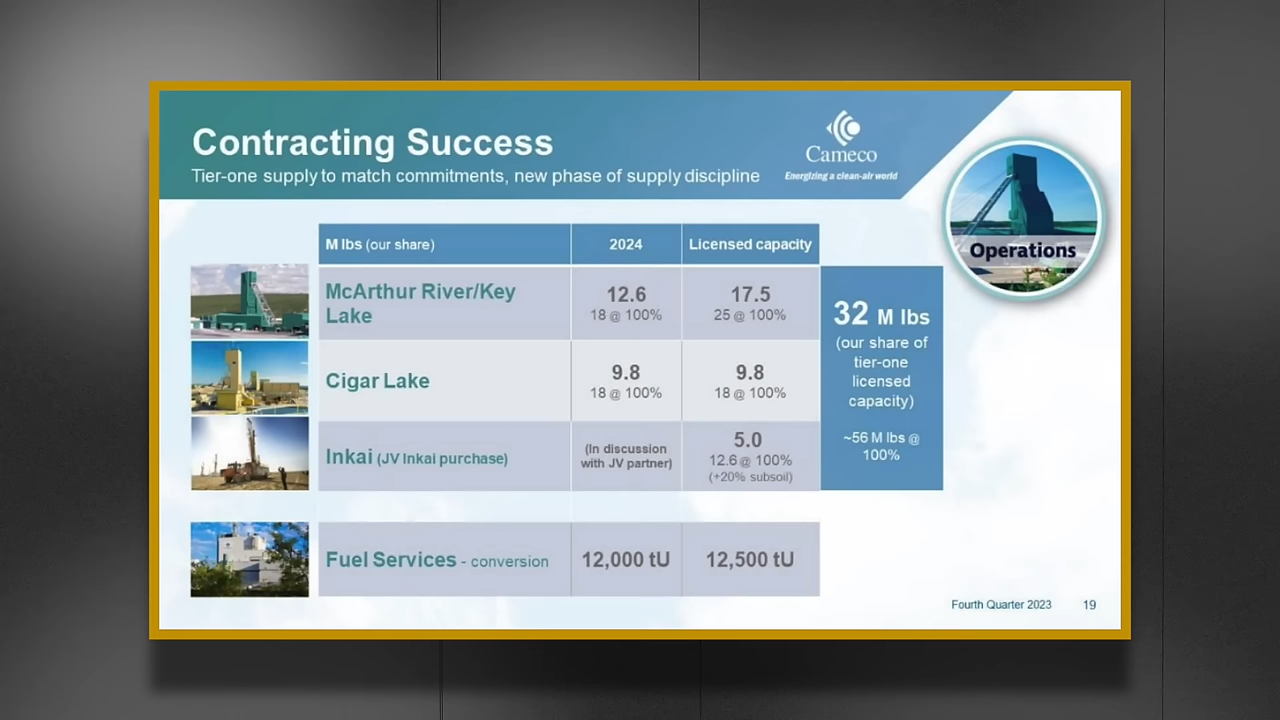 Contracting Success
Tier-one supply to match commitments, new phase of supply discipline
Cameco
Energizing a clean-air world
Operations
M lbs (our share)
2024
Licensed capacity
McArthur River/Key
Lake
12.6
18 @ 100%
17.5
25 @ 100%
Cigar Lake
9.8
18 @ 100%
9.8
18 @ 100%
Inkai (JV Inkai purchase)
(In discussion
with JV partner)
5.0
12.6 @ 100%
(+20% subsoil)
32 M lbs
(our share of
tier-one
licensed
capacity)
~56 M lbs @
100%
Fuel Services - conversion
12,000 tU
12,500 tU
Fourth Quarter 2023
19